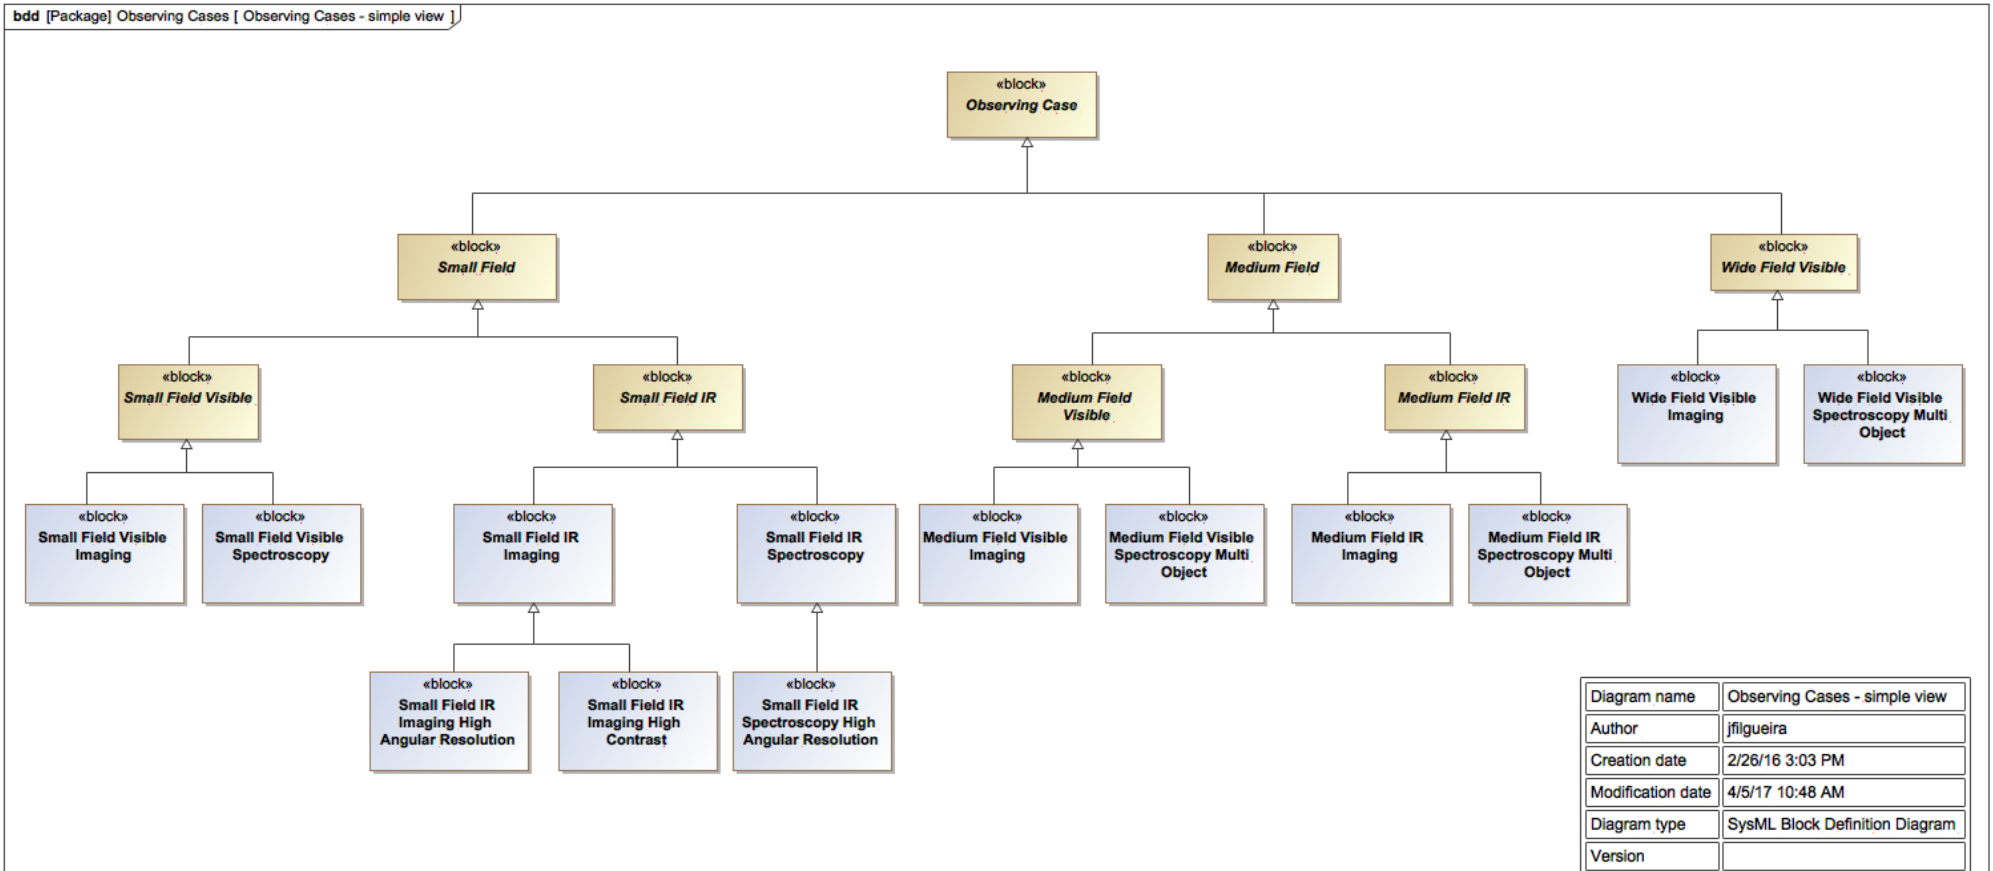 bdd [Package] Observing Cases [ Observing Cases - simple view ]
«block»
Observing Case
«block»
Small Field
«block»
Medium Field
«block»
Wide Field Visible
«block»
Small Field Visible
«block»
Small Field IR
«block»
Medium Field
Visible
«block»
Medium Field IR
«block»
Wide Field Visible
Imaging
«block»
Wide Field Visible
Spectroscopy Multi
Object
«block»
Small Field Visible
Imaging
«block»
Small Field Visible
Spectroscopy
«block»
Small Field IR
Imaging
«block»
Small Field IR
Spectroscopy
«block»
Medium Field Visible
Imaging
«block»
Medium Field Visible
Spectroscopy Multi
Object
«block»
Medium Field IR
Imaging
«block»
Medium Field IR
Spectroscopy Multi
Object
«block»
Small Field IR
Imaging High
Angular Resolution
«block»
Small Field IR
Imaging High
Contrast
«block»
Small Field IR
Spectroscopy High
Angular Resolution
Diagram name Observing Cases - simple view
Author jfilgueira
Creation date 2/26/16 3:03 PM
Modification date 4/5/17 10:48 AM
Diagram type SysML Block Definition Diagram
Version